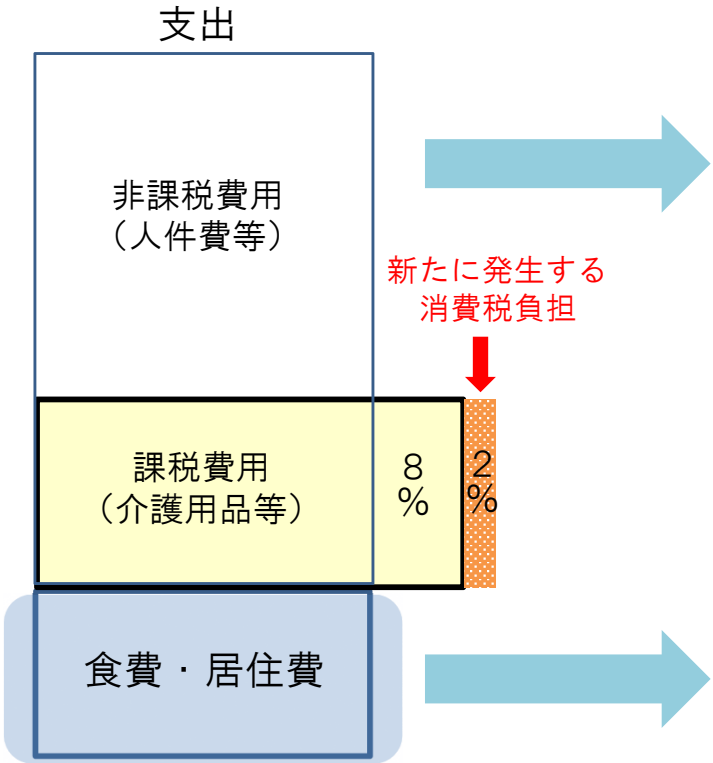 支出
非課税費用
（人件費等）
新たに発生する
消費税負担
課税費用
（介護用品等）
８
％
２
％
食費・居住費